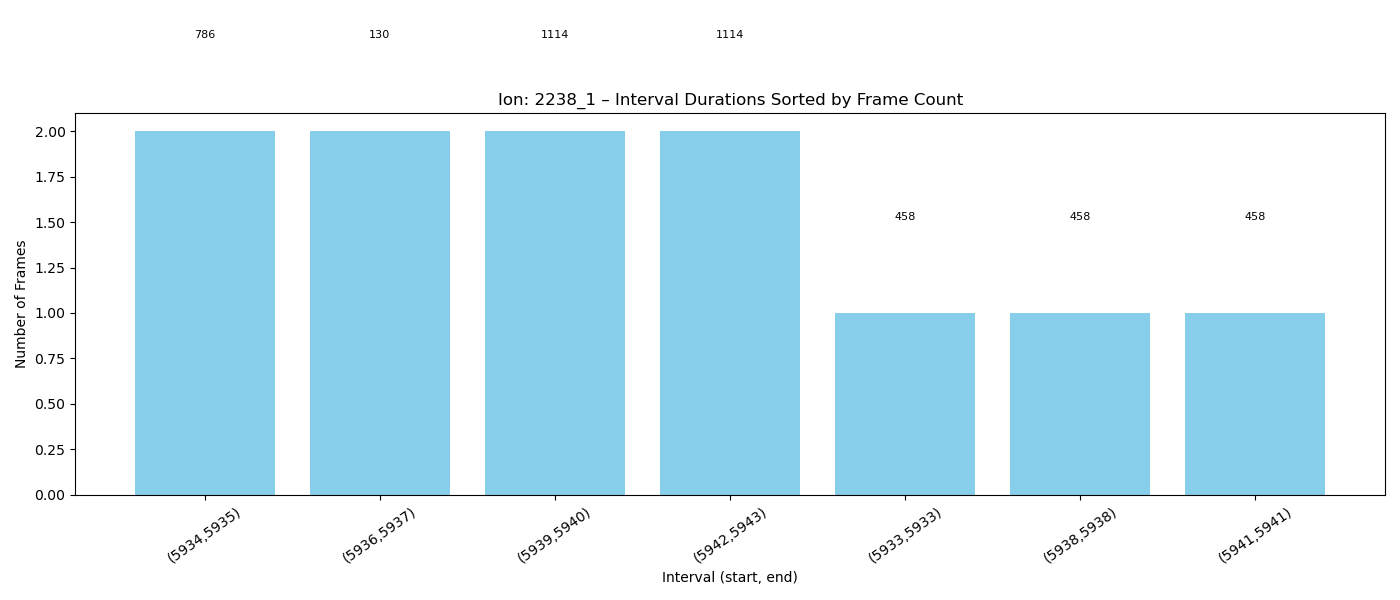 786 130 1114 1114
Ion: 2238_1 – Interval Durations Sorted by Frame Count
Number of Frames
2.00
1.75
1.50
1.25
1.00
0.75
0.50
0.25
0.00
458 458 458
(5934,5935) (5936,5937) (5939,5940) (5942,5943) (5933,5933) (5938,5938) (5941,5941)
Interval (start, end)